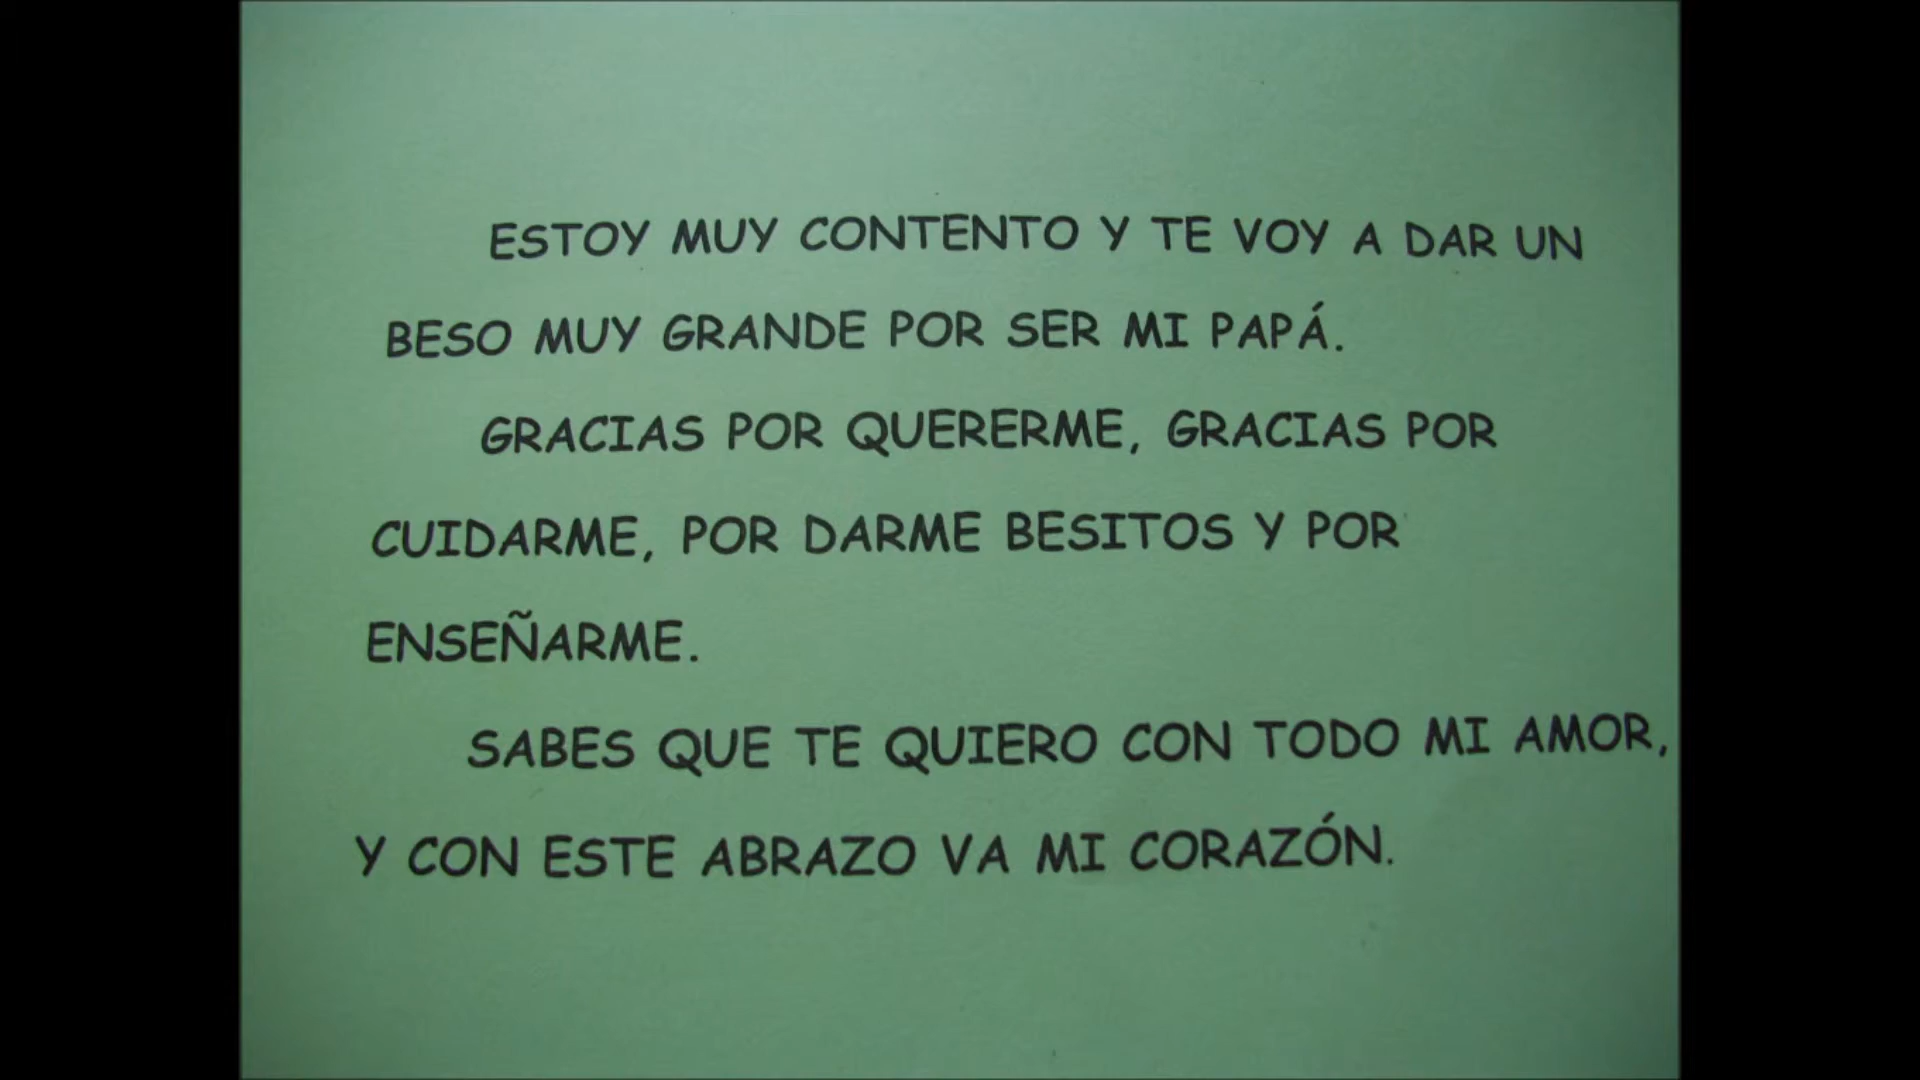 ESTOY MUY CONTENTO Y TE VOY A DAR UN
BESO MUY GRANDE POR SER MI PAPÁ.
GRACIAS POR QUERERME, GRACIAS POR
CUIDARME, POR DARME BESITOS Y POR
ENSEÑARME.
SABES QUE TE QUIERO CON TODO MI AMOR,
Y CON ESTE ABRAZO VA MI CORAZÓN.